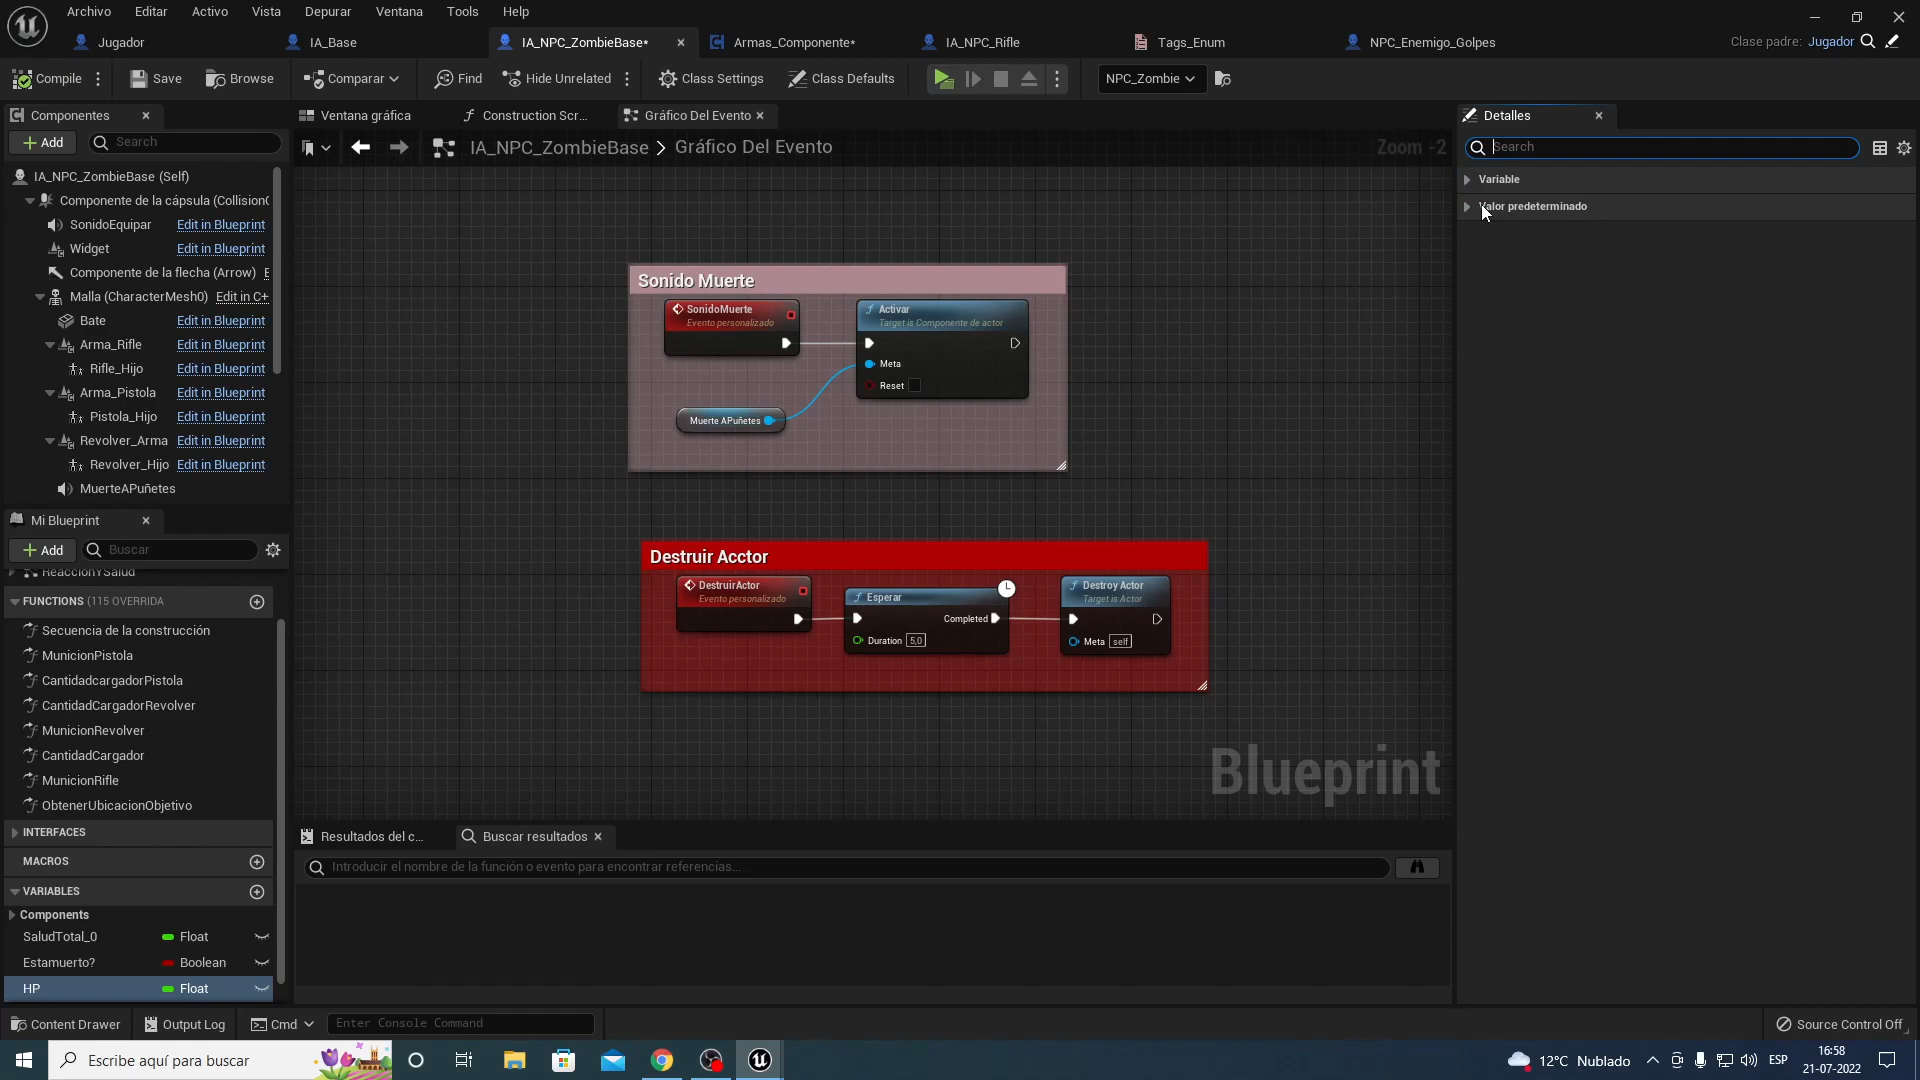 Archivo Editar Activo Vista Depurar Ventana Tools Help
Jugador IA_Base IA_NPC_ZombieBase* Armas_Componente* IA_NPC_Rifle Tags_Enum NPC_Enemigo_Golpes Clase padre: Jugador
Compile Save Browse Comparar Find Hide Unrelated Class Settings Class Defaults NPC_Zombie
Componentes
Add Search
IA_NPC_ZombieBase (Self)
Componente de la cápsula (Collision
SonidoEquipar Edit in Blueprint
Widget Edit in Blueprint
Componente de la flecha (Arrow) E
Malla (CharacterMesh0) Edit in C+
Bate Edit in Blueprint
Arma_Rifle Edit in Blueprint
Rifle_Hijo Edit in Blueprint
Arma_Pistola Edit in Blueprint
Pistola_Hijo Edit in Blueprint
Revolver_Arma Edit in Blueprint
Revolver_Hijo Edit in Blueprint
MuerteAPuñetes
Mi Blueprint
Add Buscar
ReaccionYSalud
FUNCTIONS (115 OVERRIDA
Secuencia de la construcción
MunicionPistola
CantidadcargadorPistola
CantidadCargadorRevolver
MunicionRevolver
CantidadCargador
MunicionRifle
ObtenerUbicacionObjetivo
INTERFACES
MACROS
VARIABLES
Components
SaludTotal_0 Float
Estamuerto? Boolean
HP Float
Ventana gráfica Construction Scr... Gráfico Del Evento
IA_NPC_ZombieBase > Gráfico Del Evento Zoom -2
Sonido Muerte
SonidoMuerte
Evento personalizado
Activar
Target is Componente de actor
Meta
Reset
Muerte APuñetes
Destruir Acctor
DestruirActor
Evento personalizado
Esperar
Completed
Duration 5,0
Destroy Actor
Target is Actor
Meta self
Blueprint
Resultados del c... Buscar resultados
Introducir el nombre de la función o evento para encontrar referencias...
Detalles
Search
Variable
Valor predeterminado
Content Drawer Output Log Cmd Enter Console Command Source Control Off
Escribe aquí para buscar
12°C Nublado ESP
16:58
21-07-2022